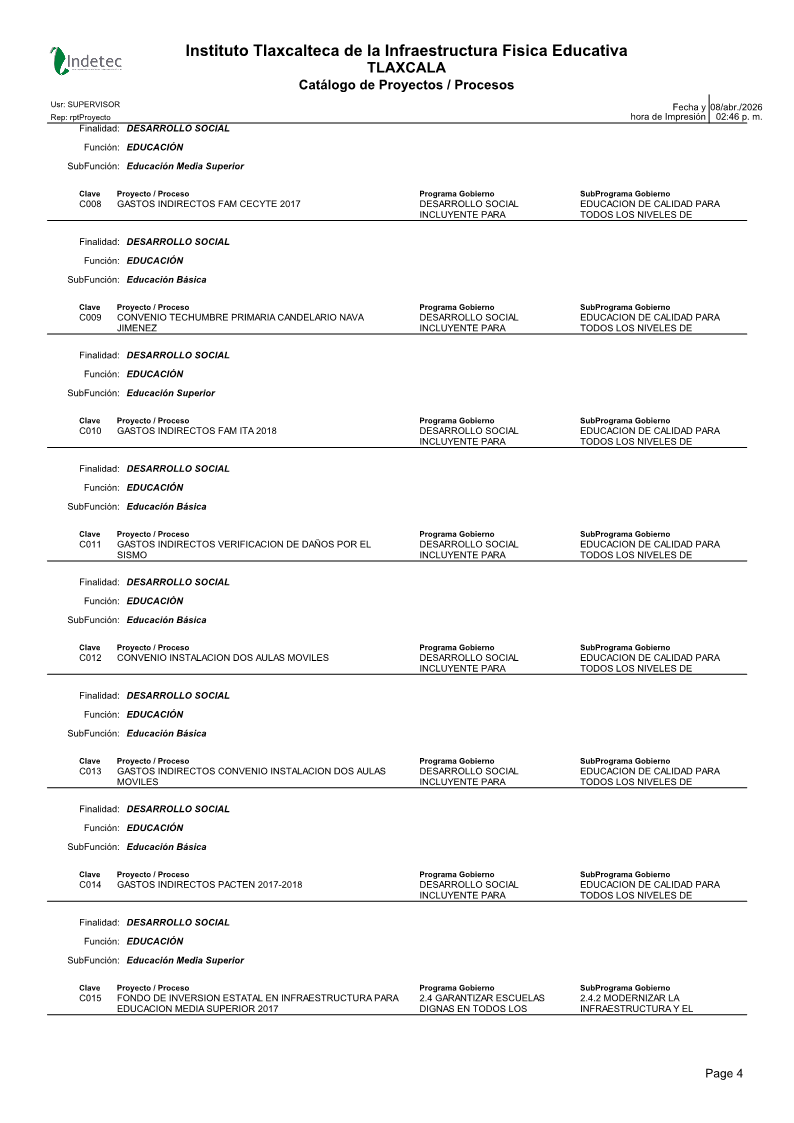 Indetec
Instituto Tlaxcalteca de la Infraestructura Fisica Educativa
TLAXCALA
Catálogo de Proyectos / Procesos
Usr: SUPERVISOR
Rep: rptProyecto
Fecha y 08/abr./2026
hora de Impresión 02:46 p. m.
Finalidad: DESARROLLO SOCIAL
Función: EDUCACIÓN
SubFunción: Educación Media Superior
Clave Proyecto / Proceso Programa Gobierno SubPrograma Gobierno
C008 GASTOS INDIRECTOS FAM CECYTE 2017 DESARROLLO SOCIAL EDUCACION DE CALIDAD PARA
INCLUYENTE PARA TODOS LOS NIVELES DE
Finalidad: DESARROLLO SOCIAL
Función: EDUCACIÓN
SubFunción: Educación Básica
Clave Proyecto / Proceso Programa Gobierno SubPrograma Gobierno
C009 CONVENIO TECHUMBRE PRIMARIA CANDELARIO NAVA DESARROLLO SOCIAL EDUCACION DE CALIDAD PARA
JIMENEZ INCLUYENTE PARA TODOS LOS NIVELES DE
Finalidad: DESARROLLO SOCIAL
Función: EDUCACIÓN
SubFunción: Educación Superior
Clave Proyecto / Proceso Programa Gobierno SubPrograma Gobierno
C010 GASTOS INDIRECTOS FAM ITA 2018 DESARROLLO SOCIAL EDUCACION DE CALIDAD PARA
INCLUYENTE PARA TODOS LOS NIVELES DE
Finalidad: DESARROLLO SOCIAL
Función: EDUCACIÓN
SubFunción: Educación Básica
Clave Proyecto / Proceso Programa Gobierno SubPrograma Gobierno
C011 GASTOS INDIRECTOS VERIFICACION DE DAÑOS POR EL DESARROLLO SOCIAL EDUCACION DE CALIDAD PARA
SISMO INCLUYENTE PARA TODOS LOS NIVELES DE
Finalidad: DESARROLLO SOCIAL
Función: EDUCACIÓN
SubFunción: Educación Básica
Clave Proyecto / Proceso Programa Gobierno SubPrograma Gobierno
C012 CONVENIO INSTALACION DOS AULAS MOVILES DESARROLLO SOCIAL EDUCACION DE CALIDAD PARA
INCLUYENTE PARA TODOS LOS NIVELES DE
Finalidad: DESARROLLO SOCIAL
Función: EDUCACIÓN
SubFunción: Educación Básica
Clave Proyecto / Proceso Programa Gobierno SubPrograma Gobierno
C013 GASTOS INDIRECTOS CONVENIO INSTALACION DOS AULAS DESARROLLO SOCIAL EDUCACION DE CALIDAD PARA
MOVILES INCLUYENTE PARA TODOS LOS NIVELES DE
Finalidad: DESARROLLO SOCIAL
Función: EDUCACIÓN
SubFunción: Educación Básica
Clave Proyecto / Proceso Programa Gobierno SubPrograma Gobierno
C014 GASTOS INDIRECTOS PACTEN 2017-2018 DESARROLLO SOCIAL EDUCACION DE CALIDAD PARA
INCLUYENTE PARA TODOS LOS NIVELES DE
Finalidad: DESARROLLO SOCIAL
Función: EDUCACIÓN
SubFunción: Educación Media Superior
Clave Proyecto / Proceso Programa Gobierno SubPrograma Gobierno
C015 FONDO DE INVERSION ESTATAL EN INFRAESTRUCTURA PARA 2.4 GARANTIZAR ESCUELAS 2.4.2 MODERNIZAR LA
EDUCACION MEDIA SUPERIOR 2017 DIGNAS EN TODOS LOS INFRAESTRUCTURA Y EL
Page 4